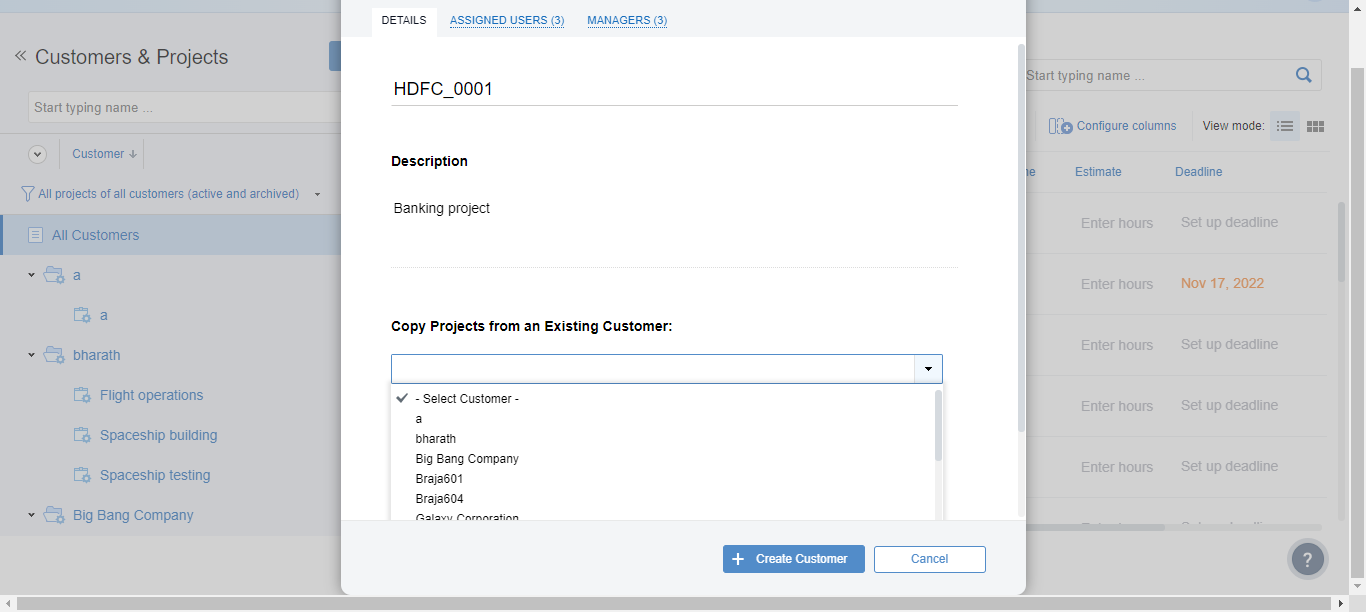 DETAILS
ASSIGNED USERS (3)
MANAGERS (3)
Customers & Projects
Start typing name ...
Customer
All projects of all customers (active and archived)
All Customers
a
a
bharath
Flight operations
Spaceship building
Spaceship testing
Big Bang Company
HDFC_0001
Description
Banking project
Copy Projects from an Existing Customer:
- Select Customer -
a
bharath
Big Bang Company
Braja601
Braja604
Galaxy Corporation
+ Create Customer
Cancel
Start typing name ...
Configure columns
View mode:
Estimate
Deadline
Enter hours
Set up deadline
Enter hours
Nov 17, 2022
Enter hours
Set up deadline
Enter hours
Set up deadline
Enter hours
Set up deadline
?